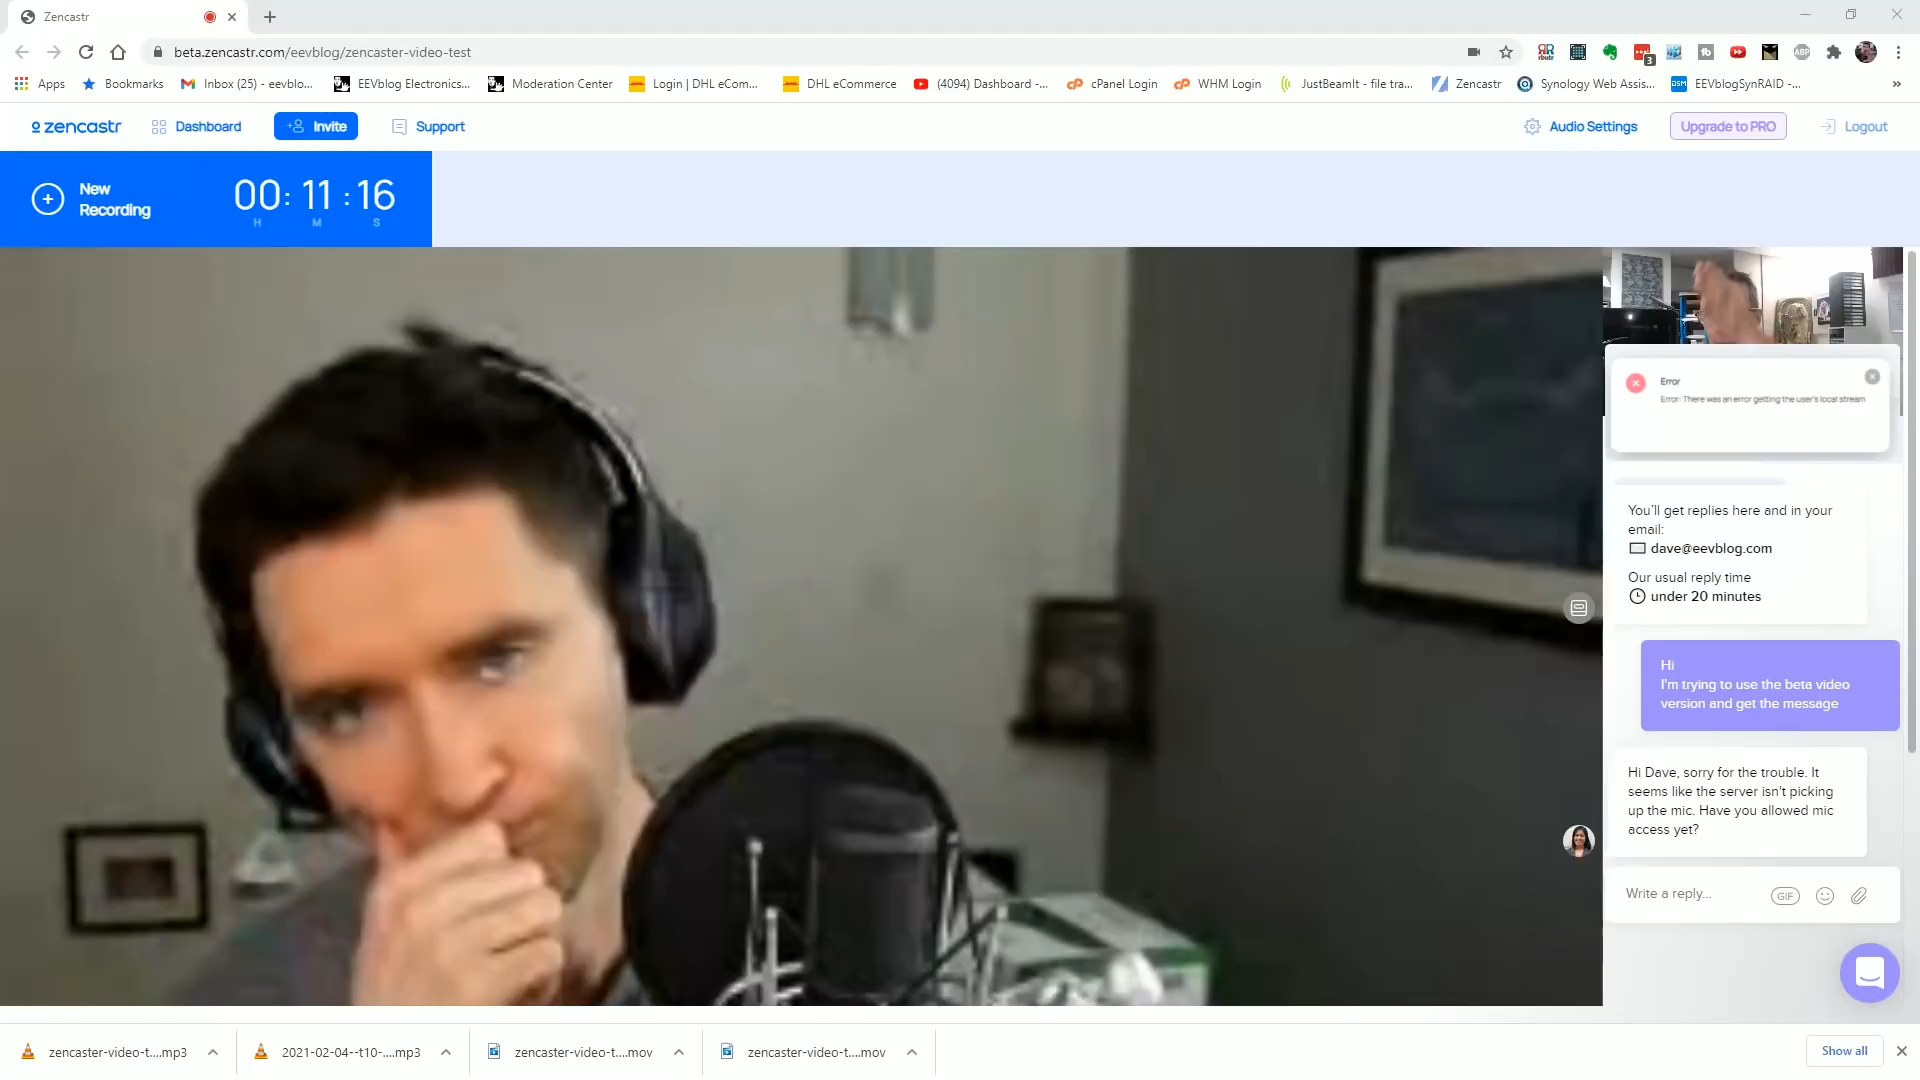 Zencastr
beta.zencastr.com/eevblog/zencaster-video-test
3
ABP
Apps
Bookmarks
Inbox (25) - eevblo...
EEVblog Electronics...
Moderation Center
Login | DHL eCom...
DHL eCommerce
(4094) Dashboard -...
cPanel Login
WHM Login
JustBeamIt - file tra...
Zencastr
Synology Web Assis...
EEVblogSynRAID -...
zencastr
Dashboard
Invite
Support
Audio Settings
Upgrade to PRO
Logout
New
Recording
00: 11 :16
H M S
Error
Error: There was an error getting the user's local stream
You'll get replies here and in your
email:
dave@eevblog.com
Our usual reply time
under 20 minutes
Hi
I'm trying to use the beta video
version and get the message
Hi Dave, sorry for the trouble. It
seems like the server isn't picking
up the mic. Have you allowed mic
access yet?
Write a reply...
GIF
zencaster-video-t....mp3
2021-02-04--t10-....mp3
zencaster-video-t....mov
zencaster-video-t....mov
Show all